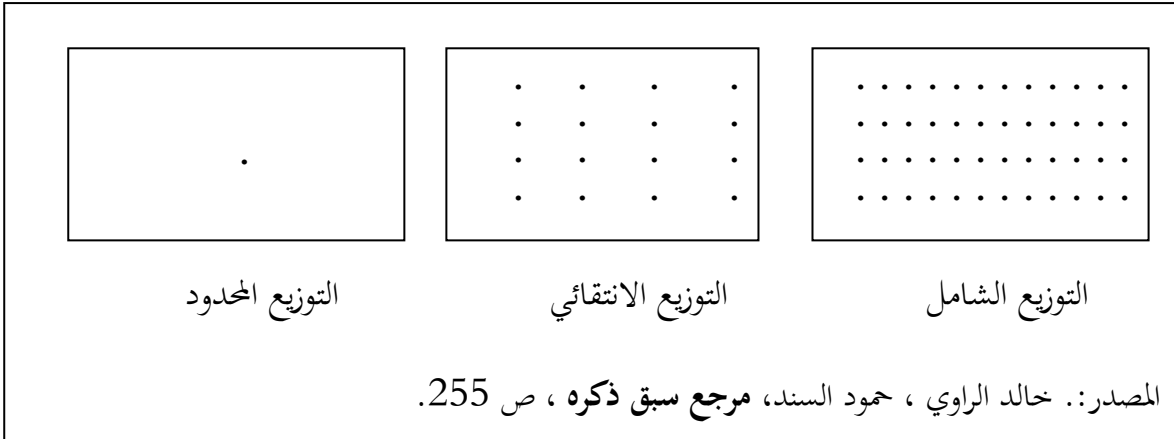 التوزيع الشامل
التوزيع الانتقائي
التوزيع المحدود
المصدر:. خالد الراوي ، حمود السند، مرجع سبق ذكره ، ص 255.